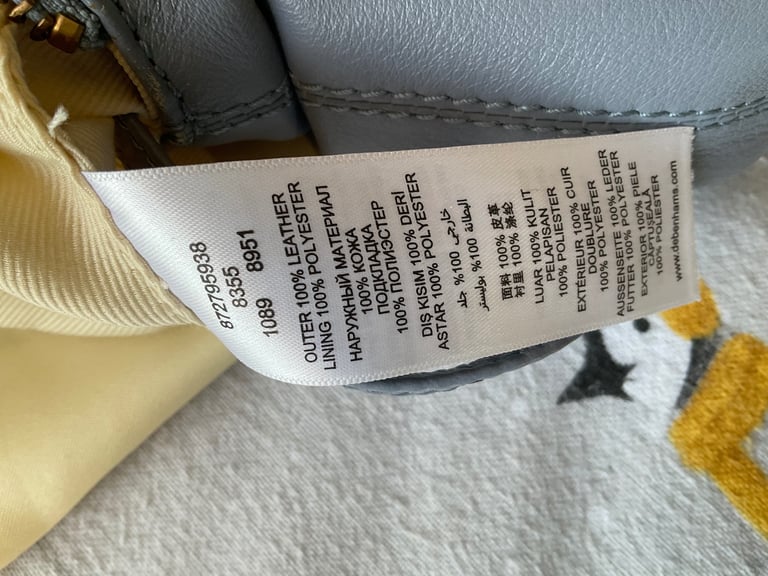 872795938
8355
1089 8951
OUTER 100% LEATHER
LINING 100% POLYESTER
НАРУЖНЫЙ МАТЕРИАЛ
100% КОЖА
ПОДКЛАДКА
100% ПОЛИЭСТЕР
DIŞ KISIM 100% DERİ
ASTAR 100% POLYESTER
خارجي 100% جلد
البطانة 100% بوليستر
面料 100% 皮革
衬里 100% 涤纶
LUAR 100% KULIT
PELAPISAN
100% POLIESTER
EXTÉRIEUR 100% CUIR
DOUBLURE
100% POLYESTER
AUSSENSEITE 100% LEDER
FUTTER 100% POLYESTER
EXTERIOR 100% PIELE
CĂPTUŞEALĂ
100% POLIESTER
www.debenhams.com